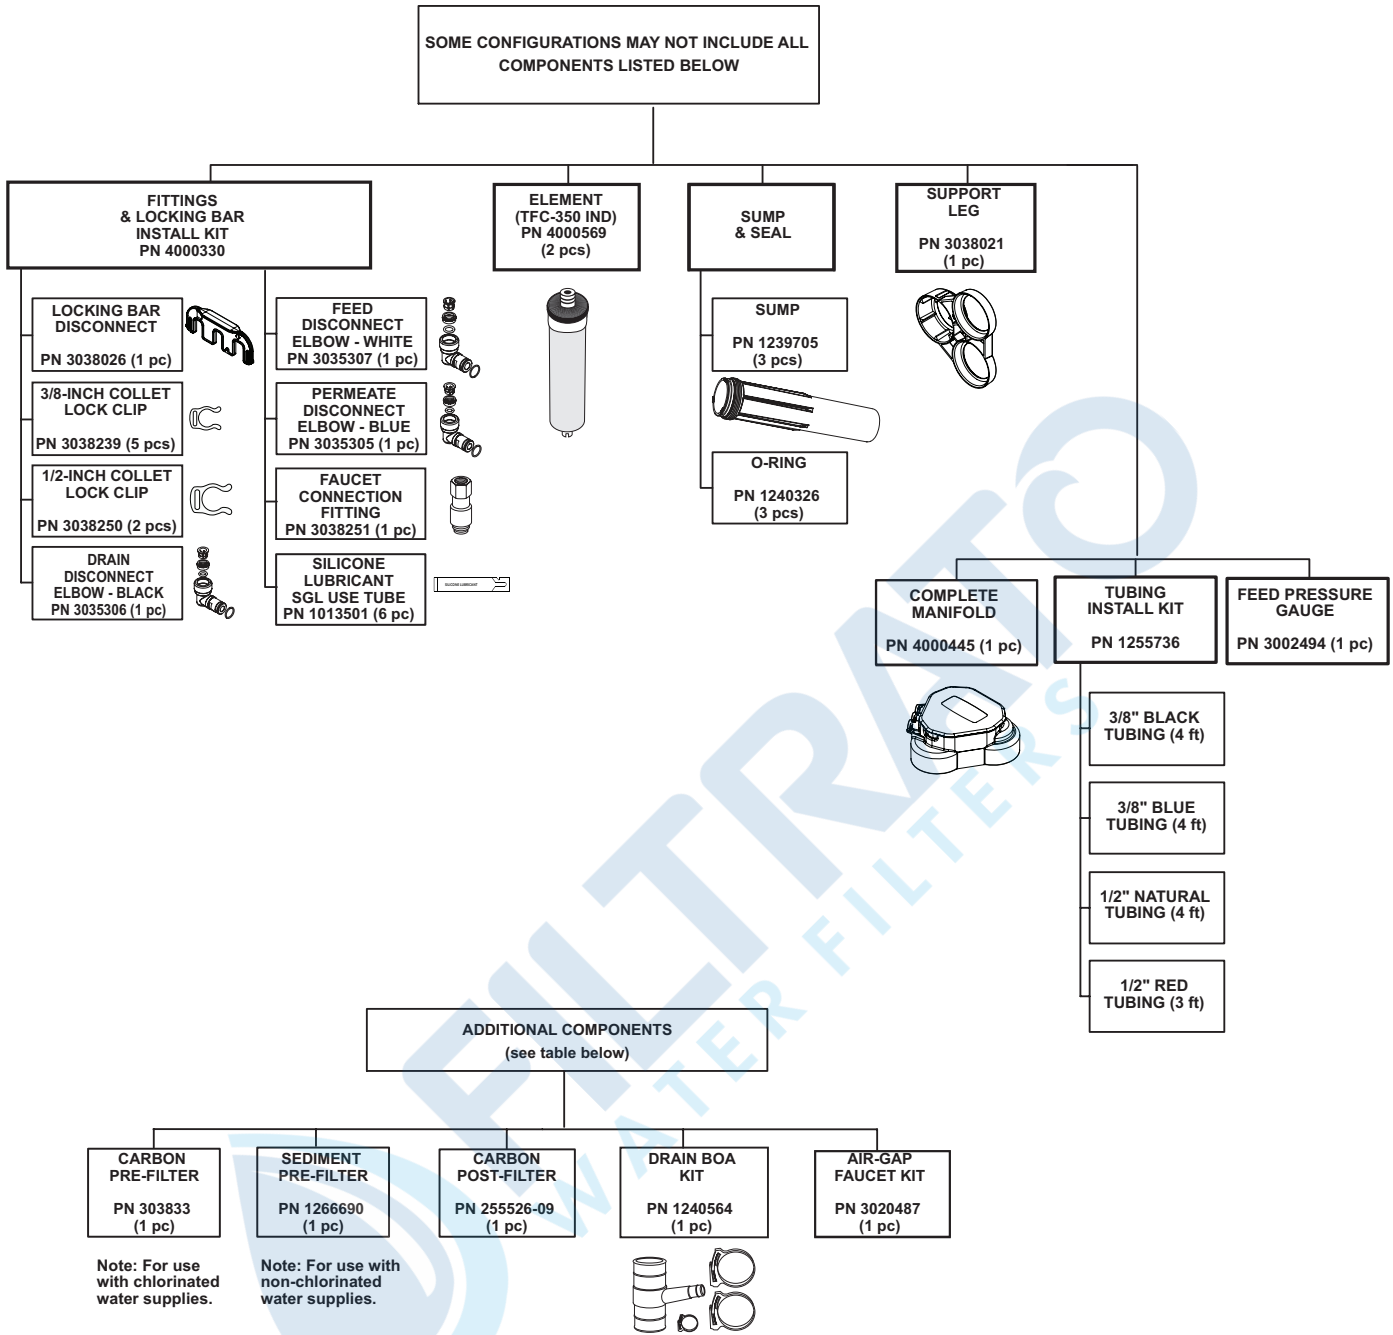 SOME CONFIGURATIONS MAY NOT INCLUDE ALL
COMPONENTS LISTED BELOW
FITTINGS
& LOCKING BAR
INSTALL KIT
PN 4000330
ELEMENT
(TFC-350 IND)
PN 4000569
(2 pcs)
SUMP
& SEAL
SUPPORT
LEG
PN 3038021
(1 pc)
LOCKING BAR
DISCONNECT
PN 3038026 (1 pc)
3/8-INCH COLLET
LOCK CLIP
PN 3038239 (5 pcs)
1/2-INCH COLLET
LOCK CLIP
PN 3038250 (2 pcs)
DRAIN
DISCONNECT
ELBOW - BLACK
PN 3035306 (1 pc)
FEED
DISCONNECT
ELBOW - WHITE
PN 3035307 (1 pc)
PERMEATE
DISCONNECT
ELBOW - BLUE
PN 3035305 (1 pc)
FAUCET
CONNECTION
FITTING
PN 3038251 (1 pc)
SILICONE
LUBRICANT
SGL USE TUBE
PN 1013501 (6 pc)
SILICONE LUBRICANT
SUMP
PN 1239705
(3 pcs)
O-RING
PN 1240326
(3 pcs)
COMPLETE
MANIFOLD
PN 4000445 (1 pc)
TUBING
INSTALL KIT
PN 1255736
FEED PRESSURE
GAUGE
PN 3002494 (1 pc)
3/8" BLACK
TUBING (4 ft)
3/8" BLUE
TUBING (4 ft)
1/2" NATURAL
TUBING (4 ft)
1/2" RED
TUBING (3 ft)
ADDITIONAL COMPONENTS
(see table below)
CARBON
PRE-FILTER
PN 303833
(1 pc)
Note: For use
with chlorinated
water supplies.
SEDIMENT
PRE-FILTER
PN 1266690
(1 pc)
Note: For use with
non-chlorinated
water supplies.
CARBON
POST-FILTER
PN 255526-09
(1 pc)
DRAIN BOA
KIT
PN 1240564
(1 pc)
AIR-GAP
FAUCET KIT
PN 3020487
(1 pc)
FILTRATO
WATER FILTERS